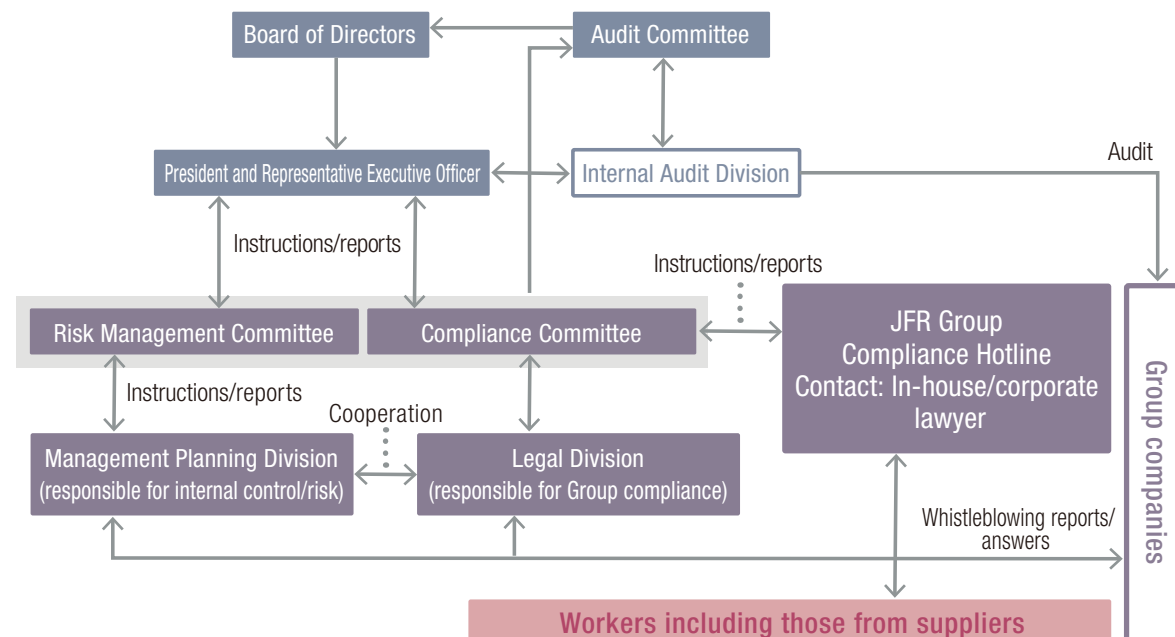 Board of Directors
Audit Committee
President and Representative Executive Officer
Internal Audit Division
Audit
Instructions/reports
Instructions/reports
Risk Management Committee
Compliance Committee
JFR Group
Compliance Hotline
Contact: In-house/corporate
lawyer
Group companies
Instructions/reports
Cooperation
Management Planning Division
(responsible for internal control/risk)
Legal Division
(responsible for Group compliance)
Whistleblowing reports/
answers
Workers including those from suppliers